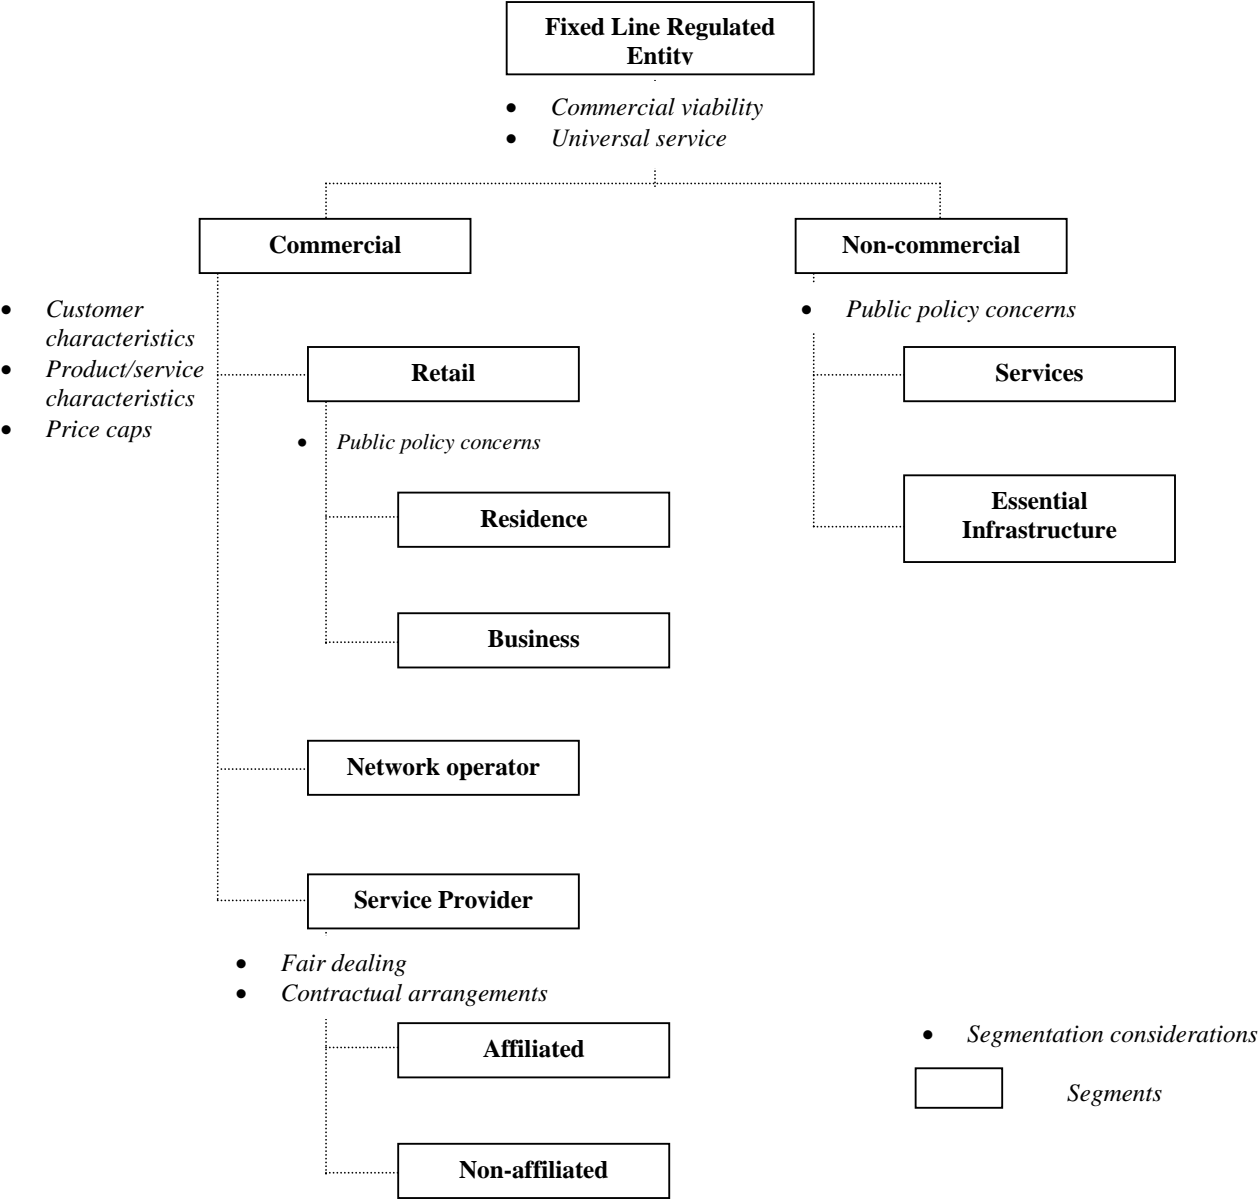 Fixed Line Regulated
Entity
• Commercial viability
• Universal service
Commercial
Non-commercial
• Customer
characteristics
• Product/service
characteristics
• Price caps
• Public policy concerns
Retail
Services
• Public policy concerns
Residence
Essential
Infrastructure
Business
Network operator
Service Provider
• Fair dealing
• Contractual arrangements
Affiliated
• Segmentation considerations
Segments
Non-affiliated